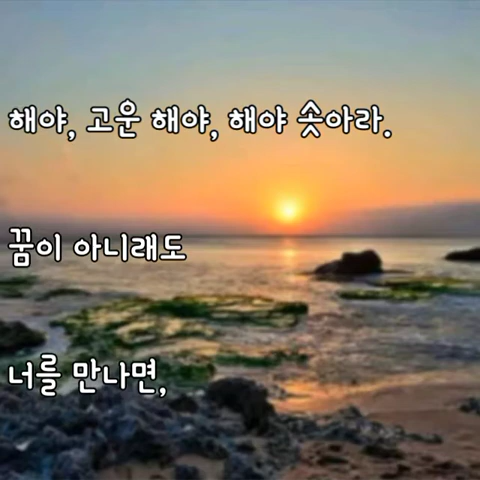 해야, 고운 해야, 해야 솟아라.
꿈이 아니래도
너를 만나면,